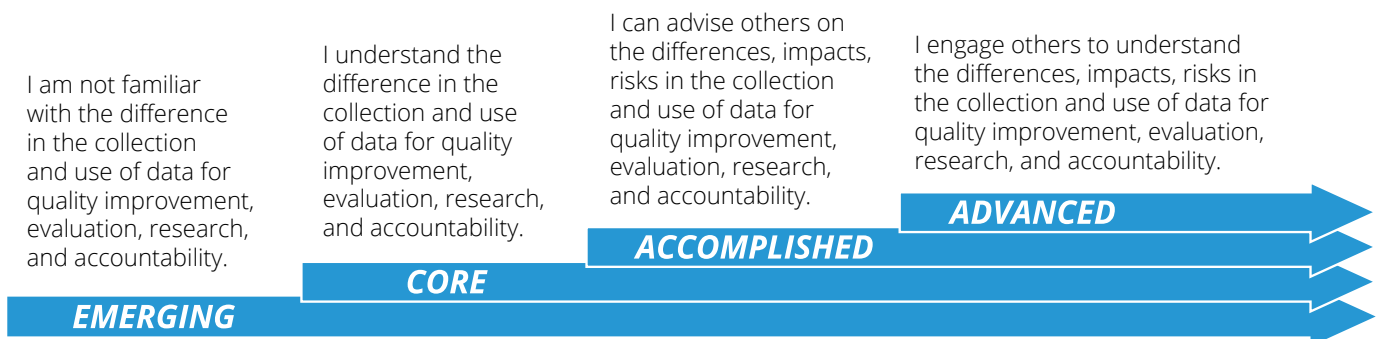 I am not familiar
with the difference
in the collection
and use of data for
quality improvement,
evaluation, research,
and accountability.
EMERGING
I understand the
difference in the
collection and use
of data for quality
improvement,
evaluation, research,
and accountability.
CORE
I can advise others on
the differences, impacts,
risks in the collection
and use of data for
quality improvement,
evaluation, research,
and accountability.
ACCOMPLISHED
I engage others to understand
the differences, impacts, risks in
the collection and use of data for
quality improvement, evaluation,
research, and accountability.
ADVANCED